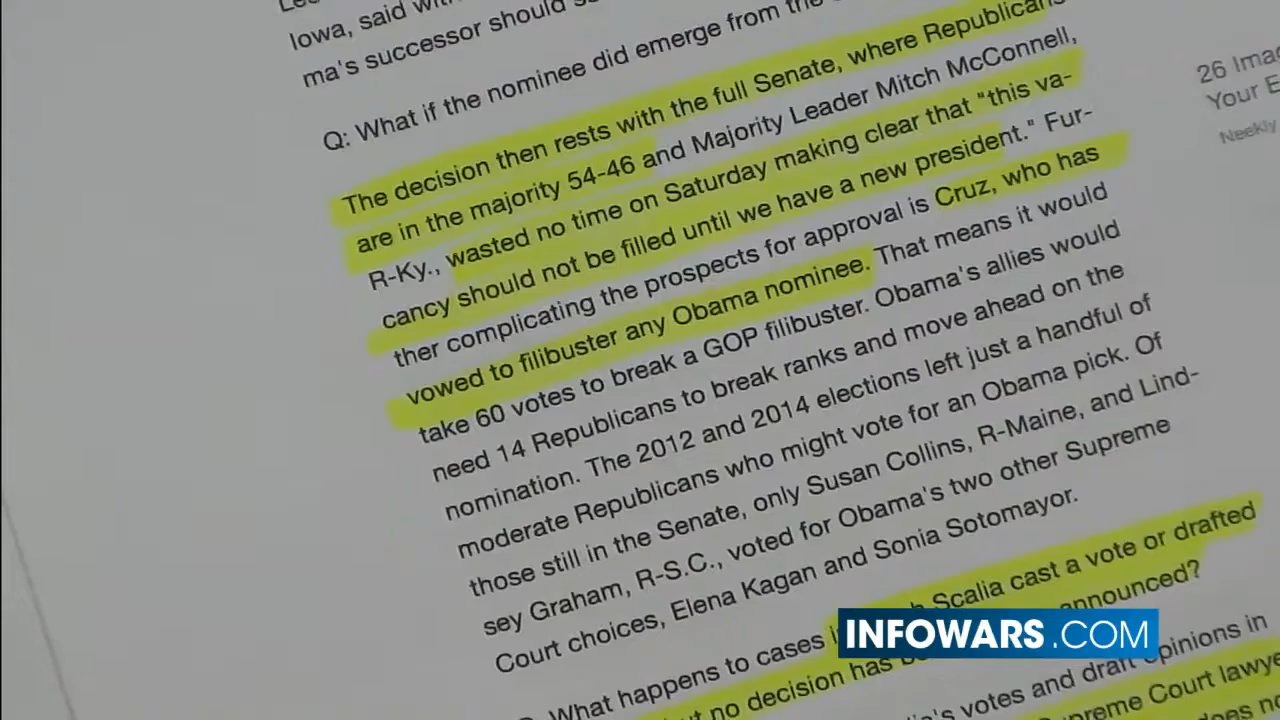 Iowa, said
ma's successor should
Q: What if the nominee did emerge from the
The decision then rests with the full Senate, where Republicans
are in the majority 54-46 and Majority Leader Mitch McConnell,
R-Ky., wasted no time on Saturday making clear that "this va-
cancy should not be filled until we have a new president." Fur-
ther complicating the prospects for approval is Cruz, who has
vowed to filibuster any Obama nominee. That means it would
take 60 votes to break a GOP filibuster. Obama's allies would
need 14 Republicans to break ranks and move ahead on the
nomination. The 2012 and 2014 elections left just a handful of
moderate Republicans who might vote for an Obama pick. Of
those still in the Senate, only Susan Collins, R-Maine, and Lind-
sey Graham, R-S.C., voted for Obama's two other Supreme
Court choices, Elena Kagan and Sonia Sotomayor.
What happens to cases Scalia cast a vote or drafted
no decision has announced?
votes and draft opinions in
Supreme Court
26
Your
Weekly
INFOWARS.COM